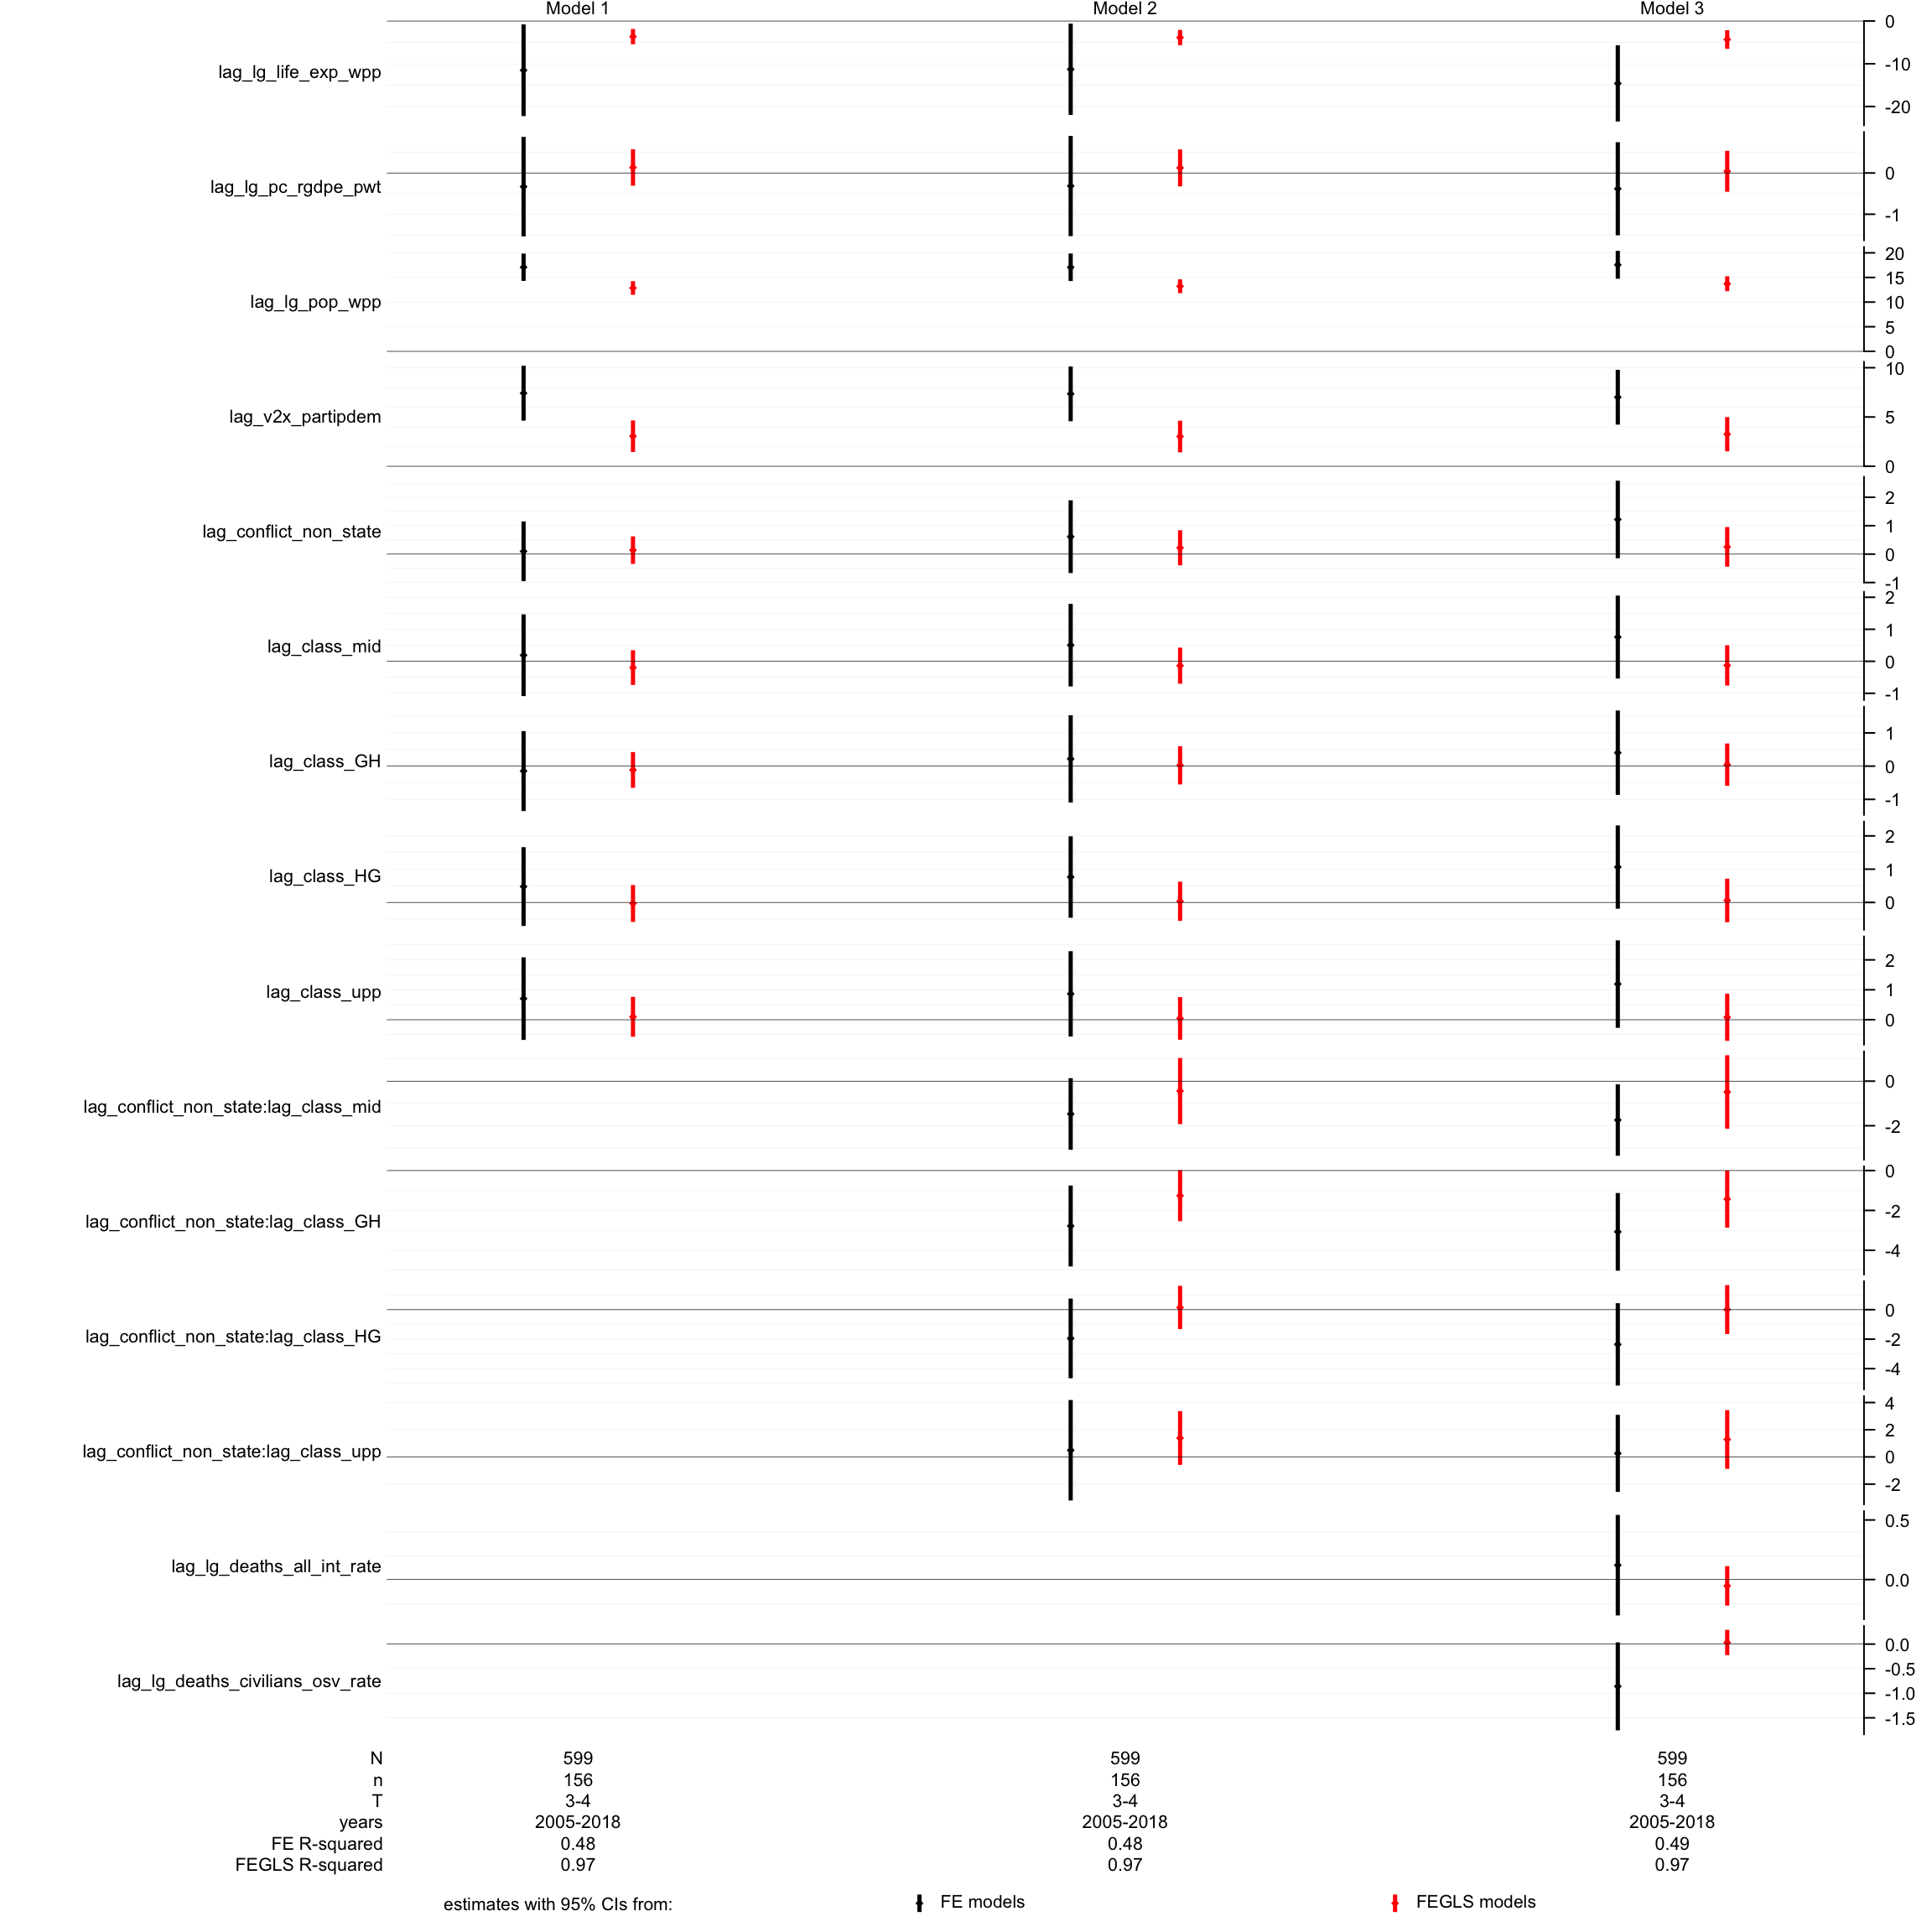 Model 1 Model 2 Model 3
0
lag_lg_life_exp_wpp
-10
-20
lag_lg_pc_rgdpe_pwt
0
-1
20
15
lag_lg_pop_wpp
10
5
0
10
lag_v2x_partipdem
5
0
2
lag_conflict_non_state
1
0
-1
2
lag_class_mid
1
0
-1
lag_class_GH
1
0
-1
lag_class_HG
2
1
0
lag_class_upp
2
1
0
lag_conflict_non_state:lag_class_mid
0
-2
lag_conflict_non_state:lag_class_GH
0
-2
-4
lag_conflict_non_state:lag_class_HG
0
-2
-4
lag_conflict_non_state:lag_class_upp
4
2
0
-2
lag_lg_deaths_all_int_rate
0.5
0.0
lag_lg_deaths_civilians_osv_rate
0.0
-0.5
-1.0
-1.5
N 599 599 599
n 156 156 156
T 3-4 3-4 3-4
years 2005-2018 2005-2018 2005-2018
FE R-squared 0.48 0.48 0.49
FEGLS R-squared 0.97 0.97 0.97
estimates with 95% CIs from: FE models FEGLS models